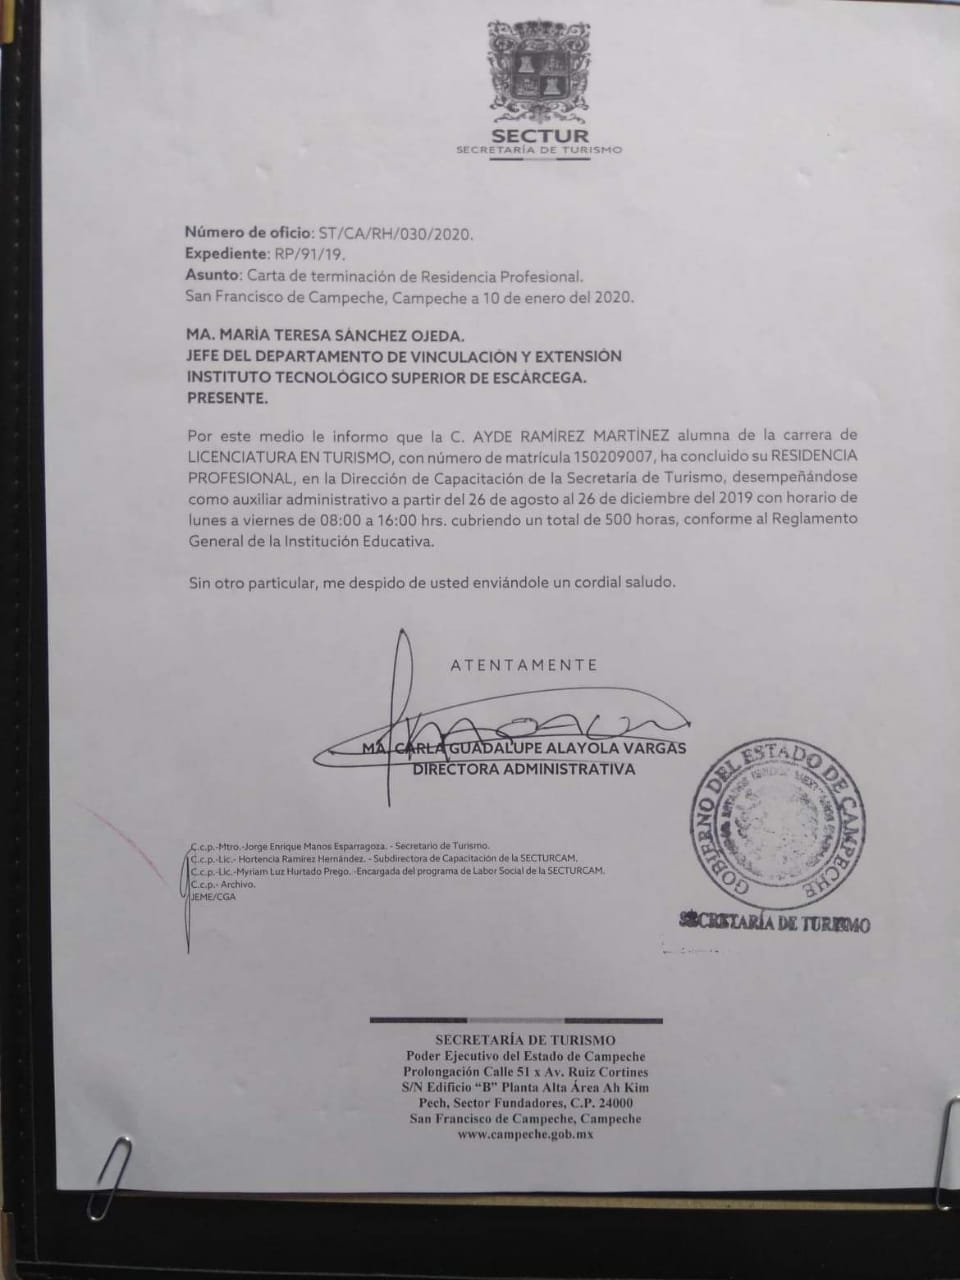 SECTUR
SECRETARÍA DE TURISMO
Número de oficio: ST/CA/RH/030/2020.
Expediente: RP/91/19.
Asunto: Carta de terminación de Residencia Profesional.
San Francisco de Campeche, Campeche a 10 de enero del 2020.
MA. MARÍA TERESA SÁNCHEZ OJEDA.
JEFE DEL DEPARTAMENTO DE VINCULACIÓN Y EXTENSIÓN
INSTITUTO TECNOLÓGICO SUPERIOR DE ESCÁRCEGA.
PRESENTE.
Por este medio le informo que la C. AYDE RAMÍREZ MARTÍNEZ alumna de la carrera de
LICENCIATURA EN TURISMO, con número de matrícula 150209007, ha concluido su RESIDENCIA
PROFESIONAL, en la Dirección de Capacitación de la Secretaría de Turismo, desempeñándose
como auxiliar administrativo a partir del 26 de agosto al 26 de diciembre del 2019 con horario de
lunes a viernes de 08:00 a 16:00 hrs. cubriendo un total de 500 horas, conforme al Reglamento
General de la Institución Educativa.
Sin otro particular, me despido de usted enviándole un cordial saludo.
ATENTAMENTE
MA. CARLA GUADALUPE ALAYOLA VARGAS
DIRECTORA ADMINISTRATIVA
GOBIERNO DEL ESTADO DE CAMPECHE
ESTADOS UNIDOS MEXICANOS
SECRETARÍA DE TURISMO
C.c.p.-Mtro.-Jorge Enrique Manos Esparragoza. - Secretario de Turismo.
C.c.p.-Lic.- Hortencia Ramírez Hernández. - Subdirectora de Capacitación de la SECTURCAM.
C.c.p.-Lic.-Myriam Luz Hurtado Prego. -Encargada del programa de Labor Social de la SECTURCAM.
C.c.p.- Archivo.
JEME/CGA
SECRETARÍA DE TURISMO
Poder Ejecutivo del Estado de Campeche
Prolongación Calle 51 x Av. Ruiz Cortines
S/N Edificio “B” Planta Alta Área Ah Kim
Pech, Sector Fundadores, C.P. 24000
San Francisco de Campeche, Campeche
www.campeche.gob.mx